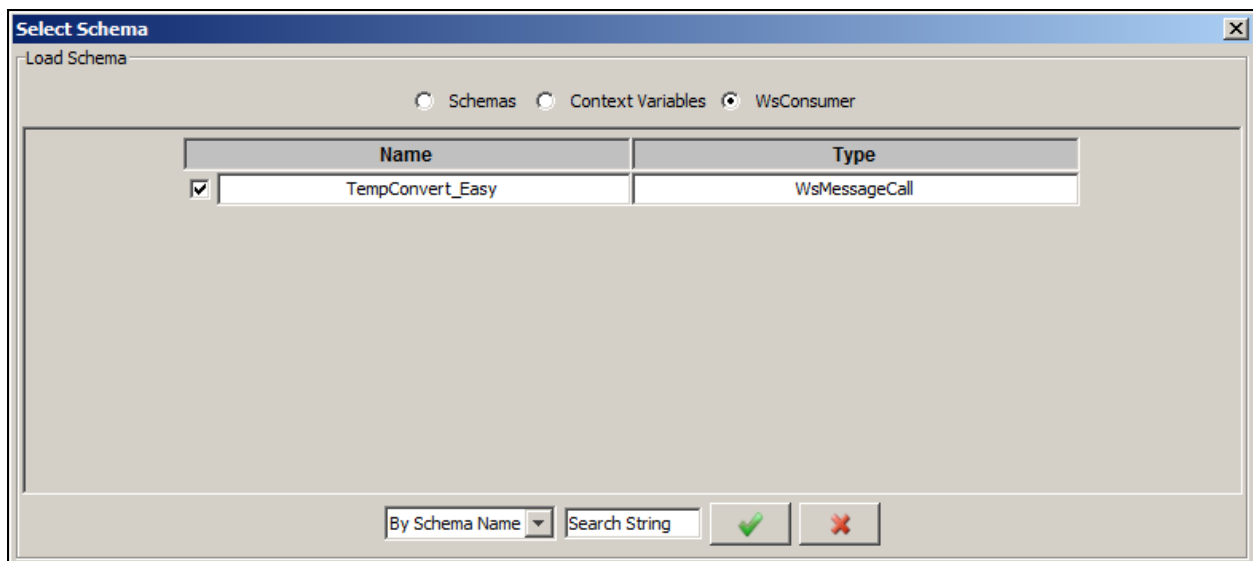 Select Schema
Load Schema
Schemas Context Variables WsConsumer
Name Type
TempConvert_Easy WsMessageCall
By Schema Name Search String